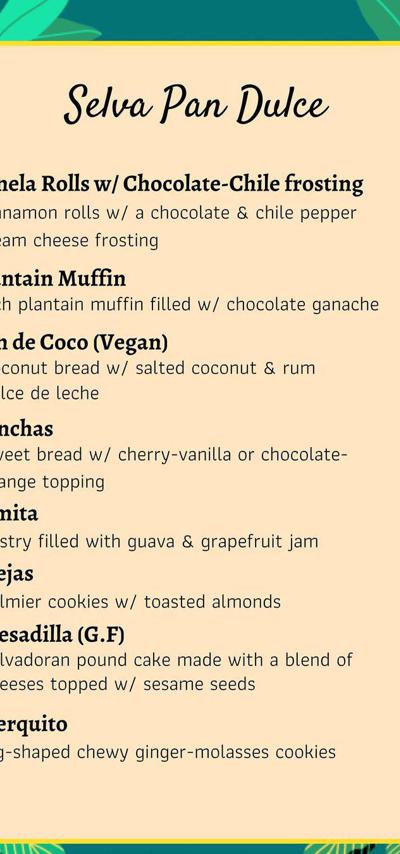 Selva Pan Dulce
nela Rolls w/ Chocolate-Chile frosting
namon rolls w/ a chocolate & chile pepper
eam cheese frosting
ntain Muffin
ch plantain muffin filled w/ chocolate ganache
n de Coco (Vegan)
oconut bread w/ salted coconut & rum
lce de leche
nchas
weet bread w/ cherry-vanilla or chocolate-
ange topping
mita
stry filled with guava & grapefruit jam
ejas
lmier cookies w/ toasted almonds
esadilla (G.F)
lvadoran pound cake made with a blend of
eeses topped w/ sesame seeds
erquito
g-shaped chewy ginger-molasses cookies